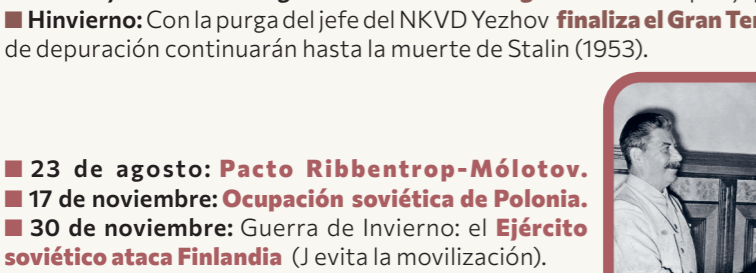 ■ Hinvierno: Con la purga del jefe del NKVD Yezhov finaliza el Gran
de depuración continuarán hasta la muerte de Stalin (1953).
■ 23 de agosto: Pacto Ribbentrop-Mólotov.
■ 17 de noviembre: Ocupación soviética de Polonia.
■ 30 de noviembre: Guerra de Invierno: el Ejército
soviético ataca Finlandia (J evita la movilización).